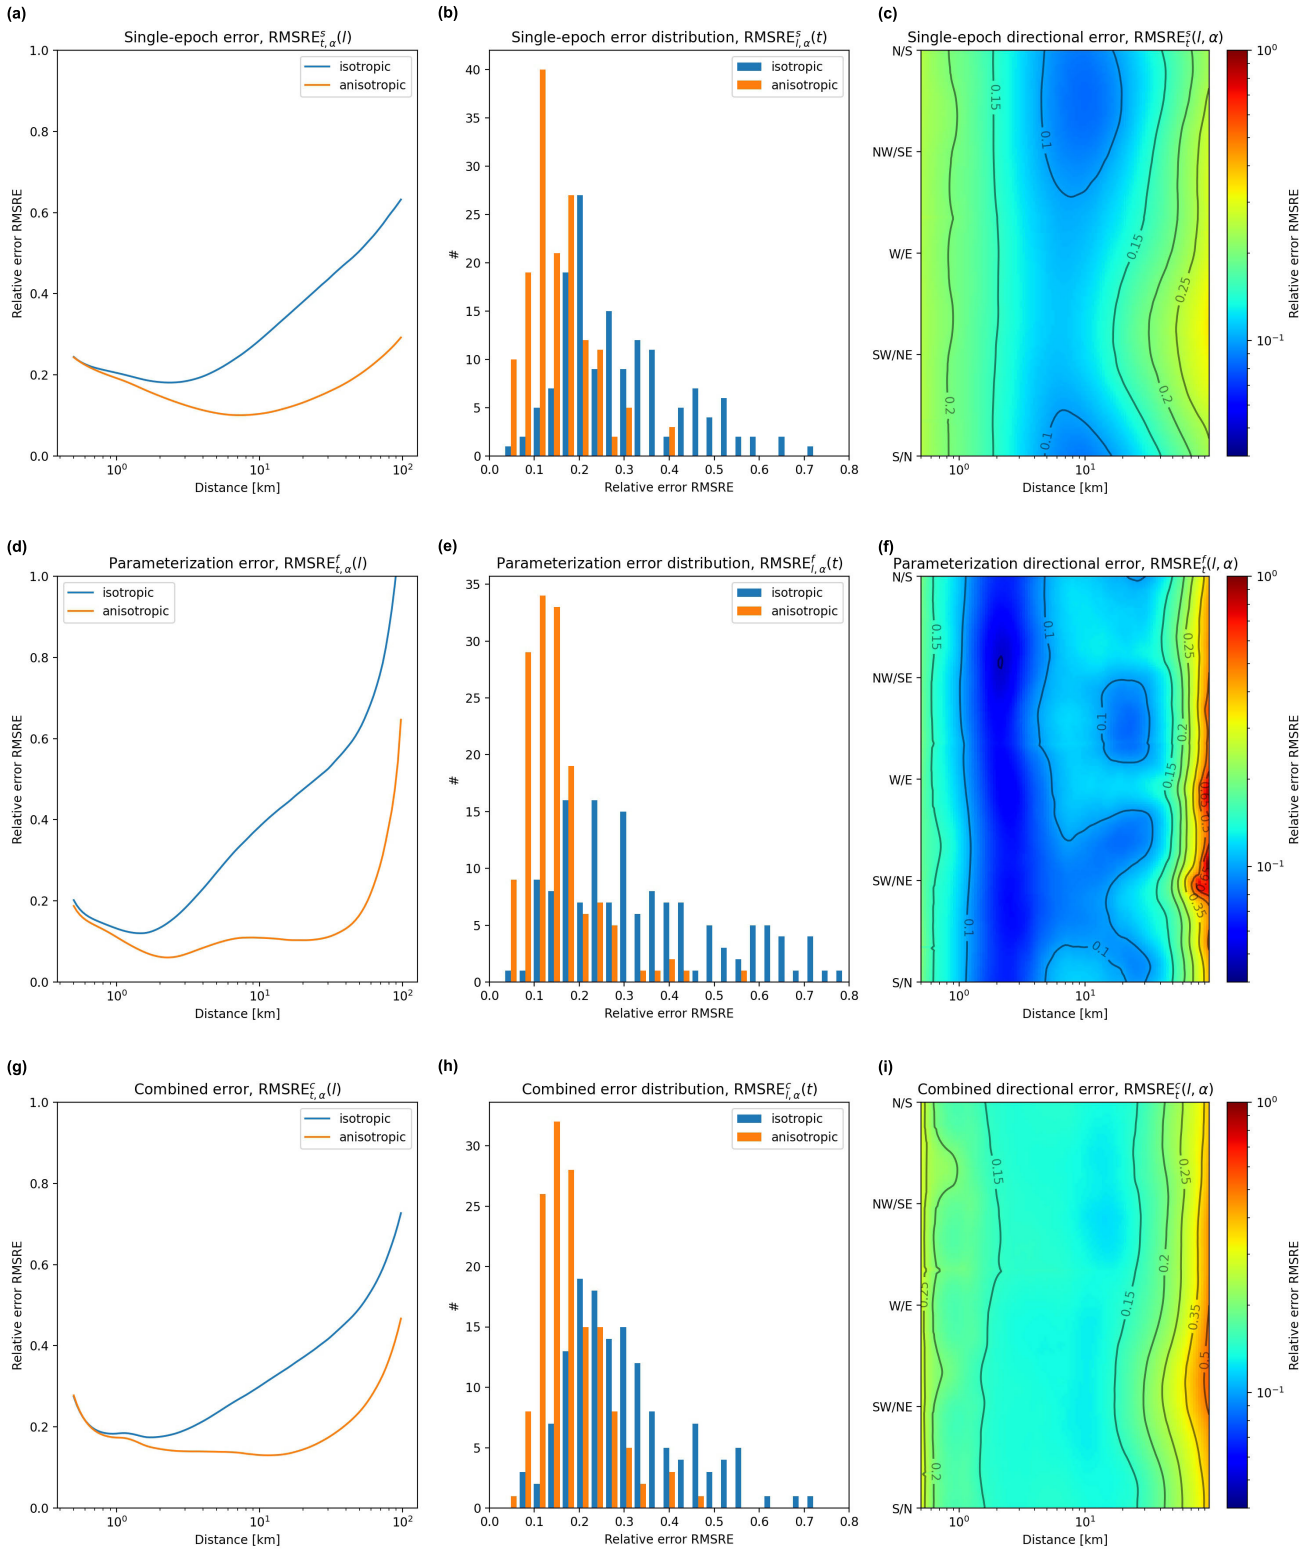 (a)
Single-epoch error, RMSRE^s_{t,α}(l)
isotropic
anisotropic
Relative error RMSRE
1.0
0.8
0.6
0.4
0.2
0.0
10^0 10^1 10^2
Distance [km]
(b)
Single-epoch error distribution, RMSRE^s_{l,α}(t)
isotropic
anisotropic
#
40
35
30
25
20
15
10
5
0
0.0 0.1 0.2 0.3 0.4 0.5 0.6 0.7 0.8
Relative error RMSRE
(c)
Single-epoch directional error, RMSRE^s_t(l, α)
N/S
NW/SE
W/E
SW/NE
S/N
0.15
0.1
0.15
0.25
0.2
0.2
0.1
10^0 10^1
Distance [km]
10^0
10^-1
Relative error RMSRE
(d)
Parameterization error, RMSRE^f_{t,α}(l)
isotropic
anisotropic
Relative error RMSRE
1.0
0.8
0.6
0.4
0.2
0.0
10^0 10^1 10^2
Distance [km]
(e)
Parameterization error distribution, RMSRE^f_{l,α}(t)
isotropic
anisotropic
#
35
30
25
20
15
10
5
0
0.0 0.1 0.2 0.3 0.4 0.5 0.6 0.7 0.8
Relative error RMSRE
(f)
Parameterization directional error, RMSRE^f_t(l, α)
N/S
NW/SE
W/E
SW/NE
S/N
0.15
0.1
0.25
0.1
0.2
0.15
0.35
0.1
0.1
10^0 10^1
Distance [km]
10^0
10^-1
Relative error RMSRE
(g)
Combined error, RMSRE^c_{t,α}(l)
isotropic
anisotropic
Relative error RMSRE
1.0
0.8
0.6
0.4
0.2
0.0
10^0 10^1 10^2
Distance [km]
(h)
Combined error distribution, RMSRE^c_{l,α}(t)
isotropic
anisotropic
#
30
25
20
15
10
5
0
0.0 0.1 0.2 0.3 0.4 0.5 0.6 0.7 0.8
Relative error RMSRE
(i)
Combined directional error, RMSRE^c_t(l, α)
N/S
NW/SE
W/E
SW/NE
S/N
0.15
0.25
0.2
0.25
0.15
0.35
0.5
0.2
10^0 10^1
Distance [km]
10^0
10^-1
Relative error RMSRE